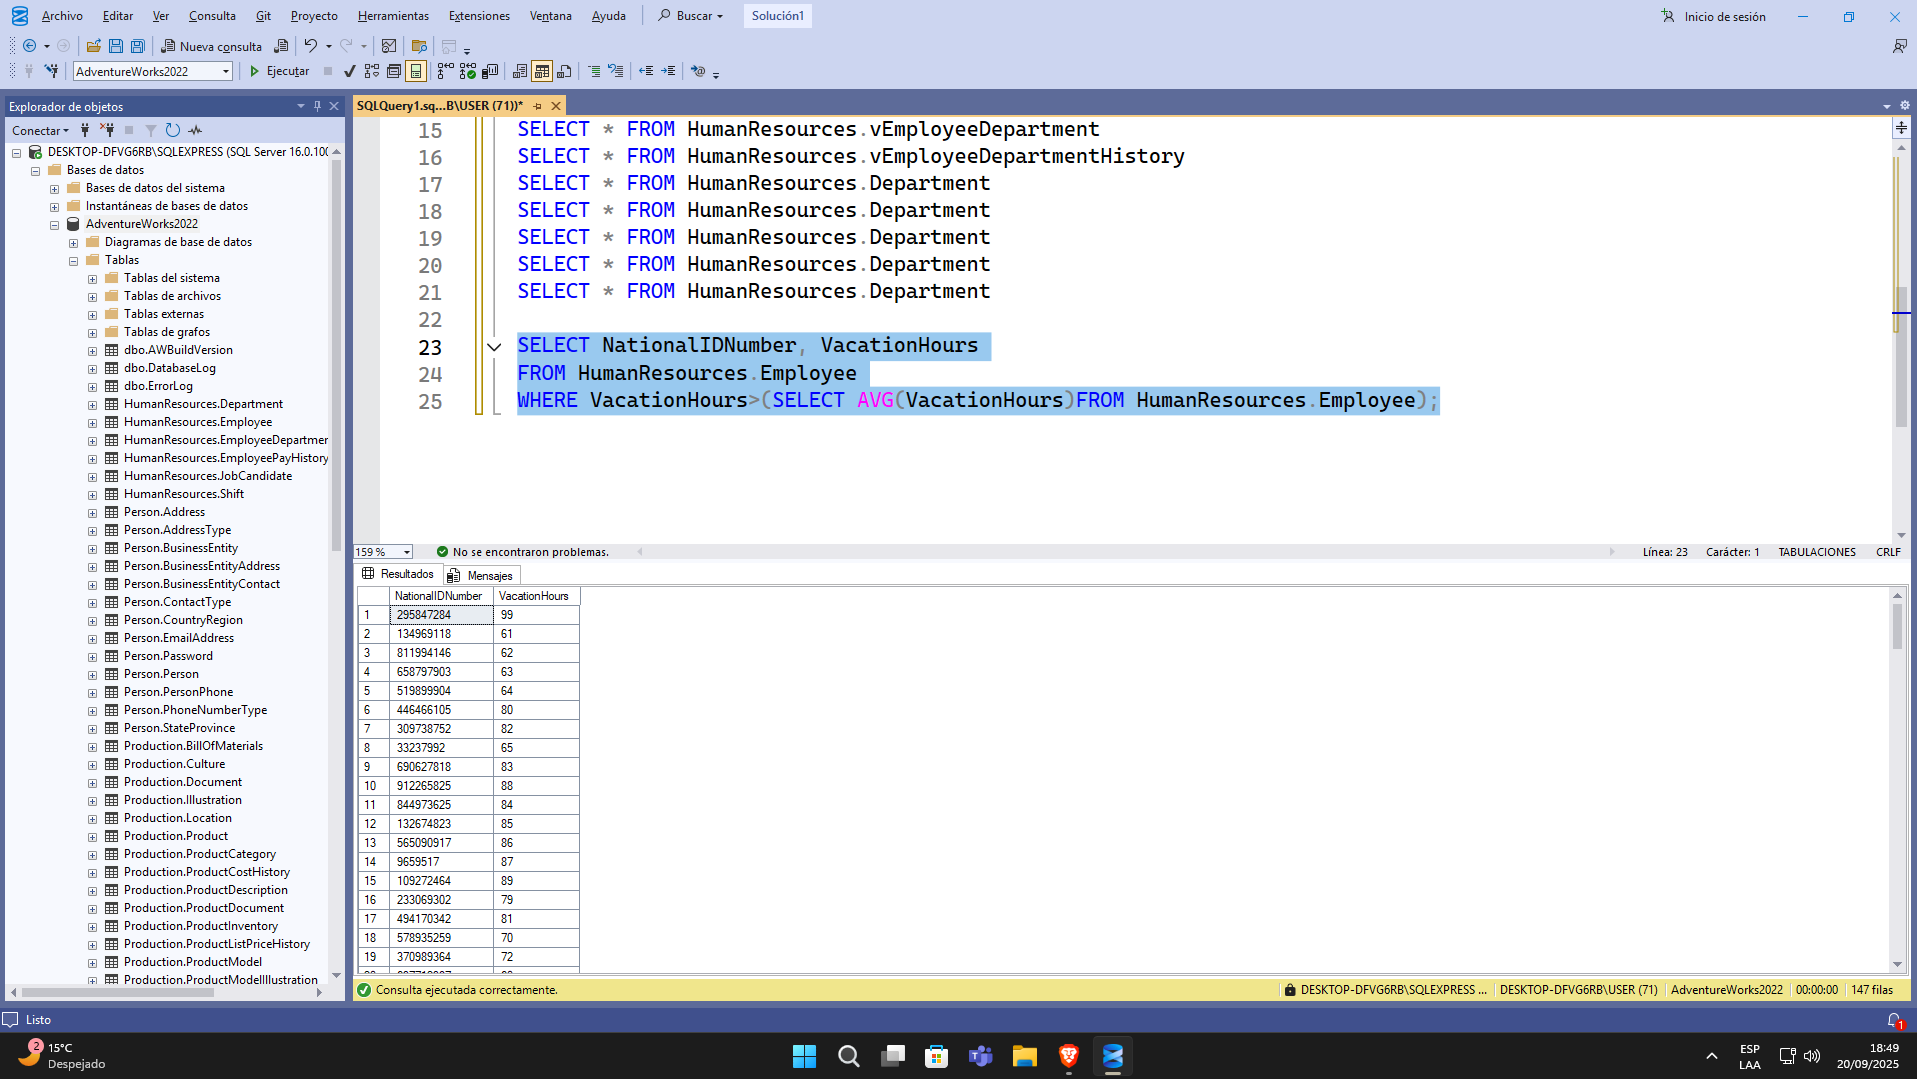 Archivo Editar Ver Consulta Git Proyecto Herramientas Extensiones Ventana Ayuda Buscar Solución1 Inicio de sesión
Nueva consulta
AdventureWorks2022 Ejecutar
Explorador de objetos
Conectar
DESKTOP-DFVG6RB\SQLEXPRESS (SQL Server 16.0.100
Bases de datos
Bases de datos del sistema
Instantáneas de bases de datos
AdventureWorks2022
Diagramas de base de datos
Tablas
Tablas del sistema
Tablas de archivos
Tablas externas
Tablas de grafos
dbo.AWBuildVersion
dbo.DatabaseLog
dbo.ErrorLog
HumanResources.Department
HumanResources.Employee
HumanResources.EmployeeDepartmer
HumanResources.EmployeePayHistory
HumanResources.JobCandidate
HumanResources.Shift
Person.Address
Person.AddressType
Person.BusinessEntity
Person.BusinessEntityAddress
Person.BusinessEntityContact
Person.ContactType
Person.CountryRegion
Person.EmailAddress
Person.Password
Person.Person
Person.PersonPhone
Person.PhoneNumberType
Person.StateProvince
Production.BillOfMaterials
Production.Culture
Production.Document
Production.Illustration
Production.Location
Production.Product
Production.ProductCategory
Production.ProductCostHistory
Production.ProductDescription
Production.ProductDocument
Production.ProductInventory
Production.ProductListPriceHistory
Production.ProductModel
Production.ProductModelIllustration
SQLQuery1.sq...B\USER (71))*
15 SELECT * FROM HumanResources.vEmployeeDepartment
16 SELECT * FROM HumanResources.vEmployeeDepartmentHistory
17 SELECT * FROM HumanResources.Department
18 SELECT * FROM HumanResources.Department
19 SELECT * FROM HumanResources.Department
20 SELECT * FROM HumanResources.Department
21 SELECT * FROM HumanResources.Department
22
23 SELECT NationalIDNumber, VacationHours
24 FROM HumanResources.Employee
25 WHERE VacationHours>(SELECT AVG(VacationHours)FROM HumanResources.Employee);
159 % No se encontraron problemas. Línea: 23 Carácter: 1 TABULACIONES CRLF
Resultados Mensajes
NationalIDNumber VacationHours
1 295847284 99
2 134969118 61
3 811994146 62
4 658797903 63
5 519899904 64
6 446466105 80
7 309738752 82
8 33237992 65
9 690627818 83
10 912265825 88
11 844973625 84
12 132674823 85
13 565090917 86
14 9659517 87
15 109272464 89
16 233069302 79
17 494170342 81
18 578935259 70
19 370989364 72
Consulta ejecutada correctamente. DESKTOP-DFVG6RB\SQLEXPRESS ... DESKTOP-DFVG6RB\USER (71) AdventureWorks2022 00:00:00 147 filas
Listo
1
2
15°C
Despejado
ESP
LAA
18:49
20/09/2025